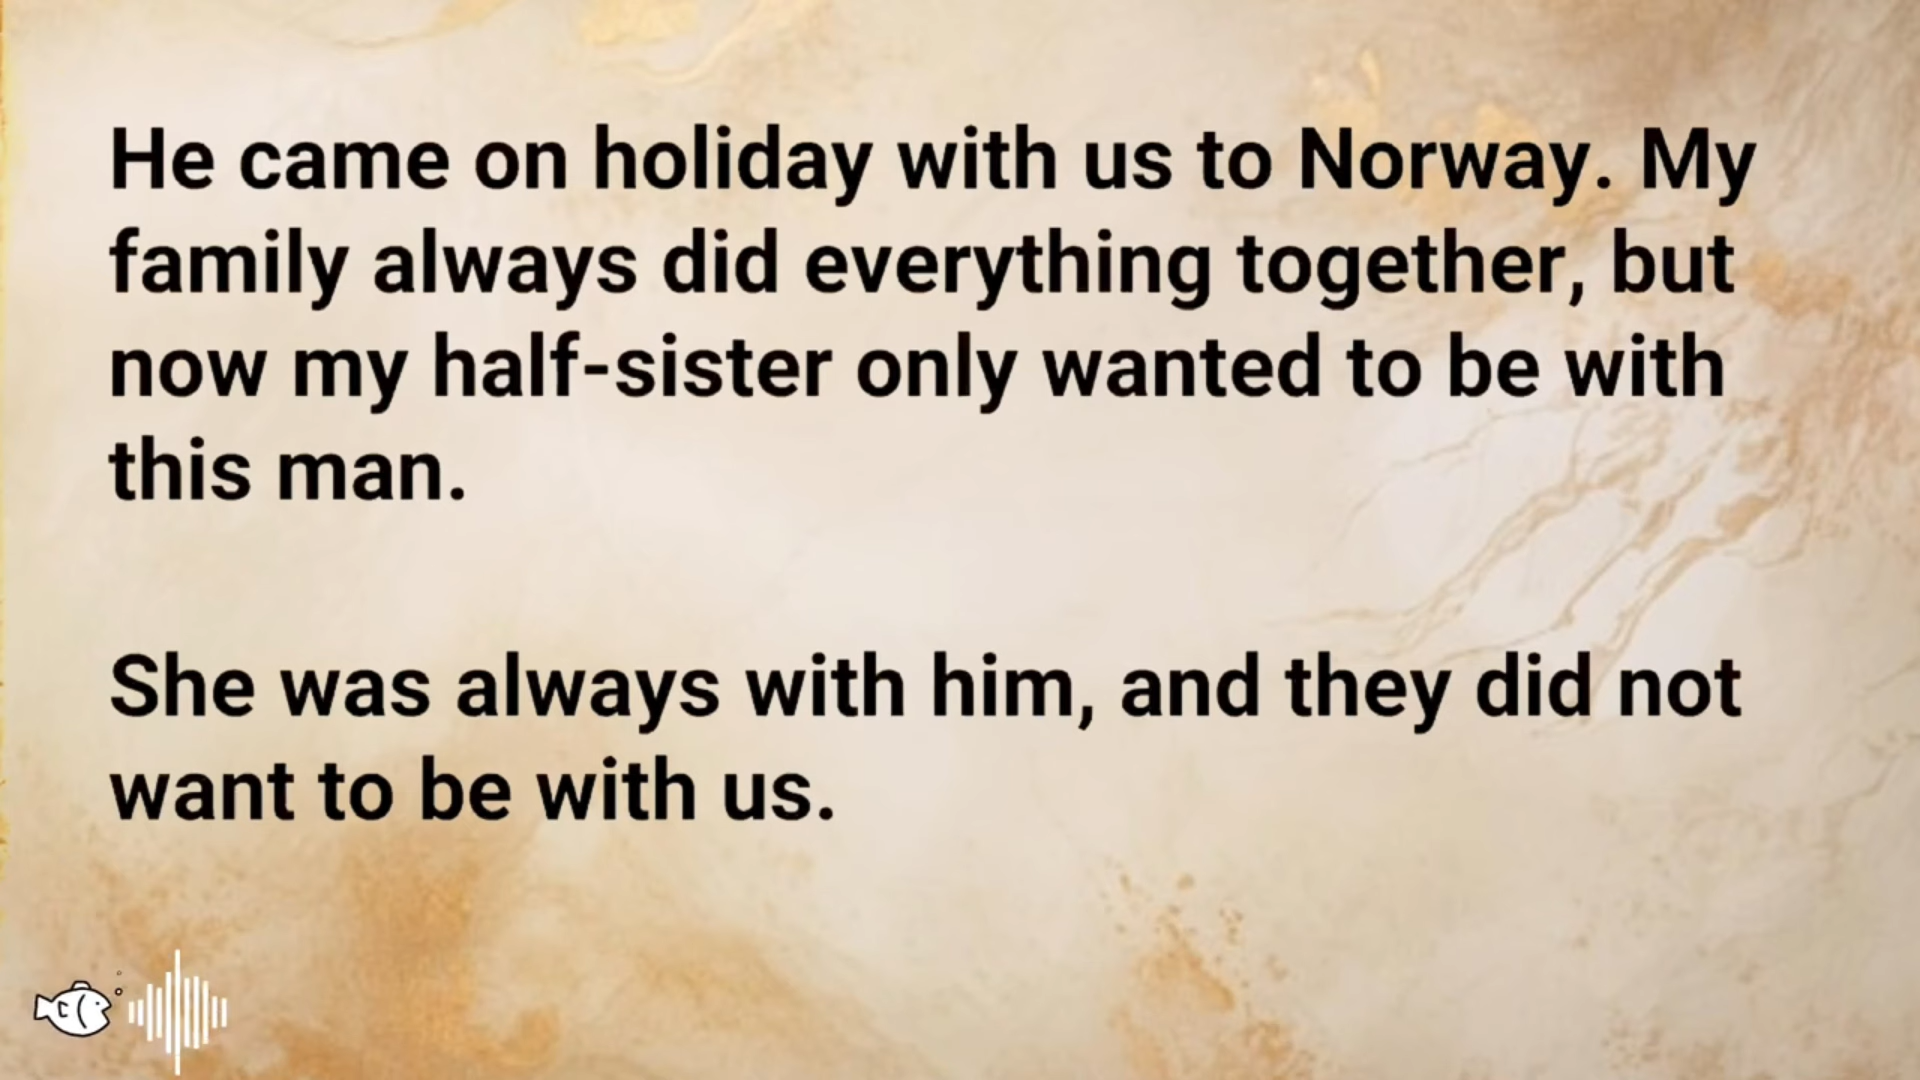 He came on holiday with us to Norway. My
family always did everything together, but
now my half-sister only wanted to be with
this man.
She was always with him, and they did not
want to be with us.